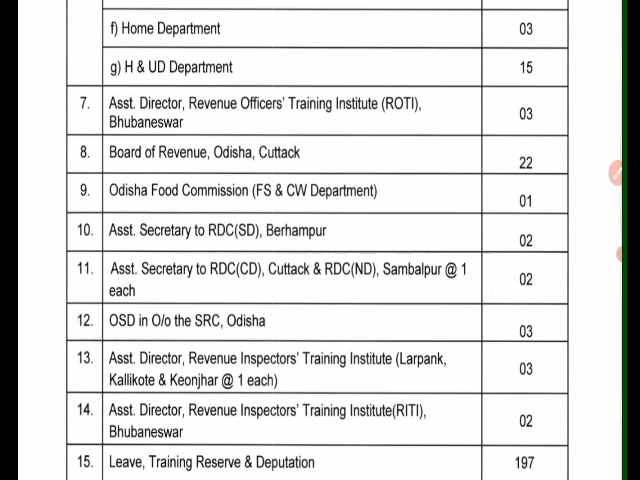 f) Home Department 03
g) H & UD Department 15
7. Asst. Director, Revenue Officers' Training Institute (ROTI), 03
Bhubaneswar
8. Board of Revenue, Odisha, Cuttack 22
9. Odisha Food Commission (FS & CW Department) 01
10. Asst. Secretary to RDC(SD), Berhampur 02
11. Asst. Secretary to RDC(CD), Cuttack & RDC(ND), Sambalpur @ 1 02
each
12. OSD in O/o the SRC, Odisha 03
13. Asst. Director, Revenue Inspectors' Training Institute (Larpank, 03
Kallikote & Keonjhar @ 1 each)
14. Asst. Director, Revenue Inspectors' Training Institute(RITI), 02
Bhubaneswar
15. Leave, Training Reserve & Deputation 197